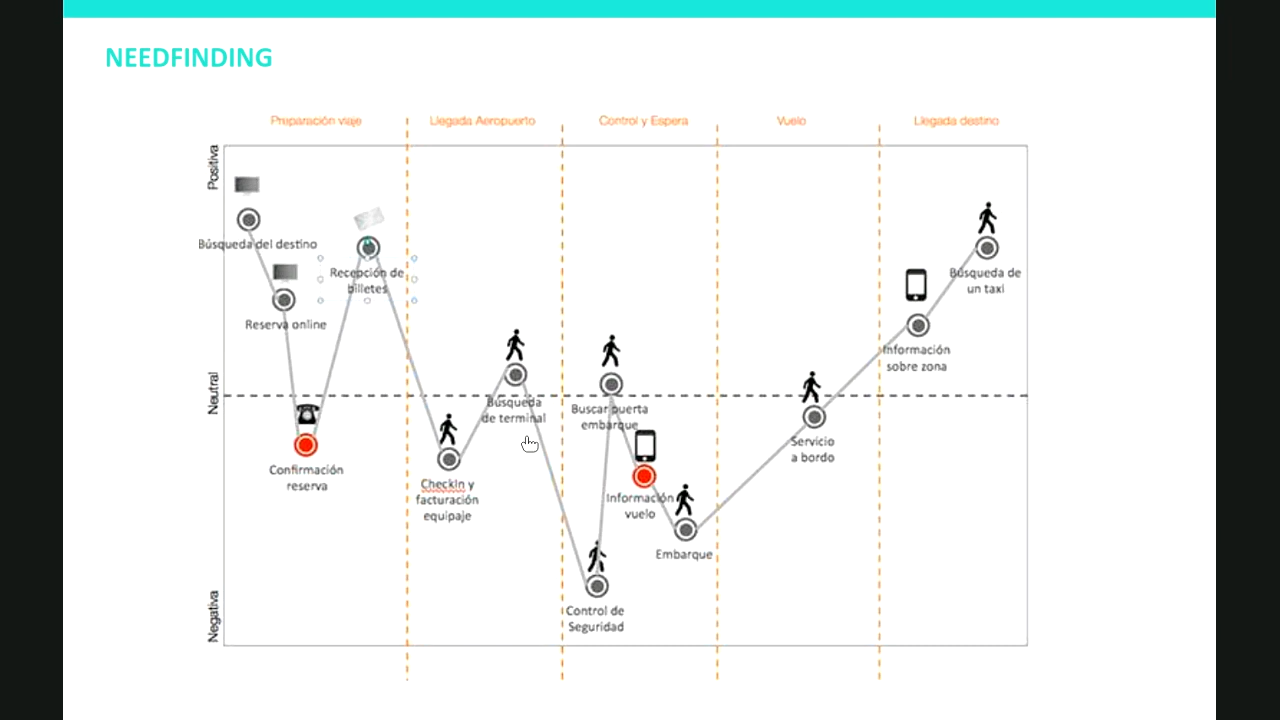 NEEDFINDING
Preparación viaje
Llegada Aeropuerto
Control y Espera
Vuelo
Llegada destino
Positiva
Neutral
Negativa
Búsqueda del destino
Reserva online
Confirmación
reserva
Recepción de
billetes
CheckIn y
facturación
equipaje
Búsqueda
de terminal
Control de
Seguridad
Buscar puerta
embarque
Información
vuelo
Embarque
Servicio
a bordo
Información
sobre zona
Búsqueda de
un taxi